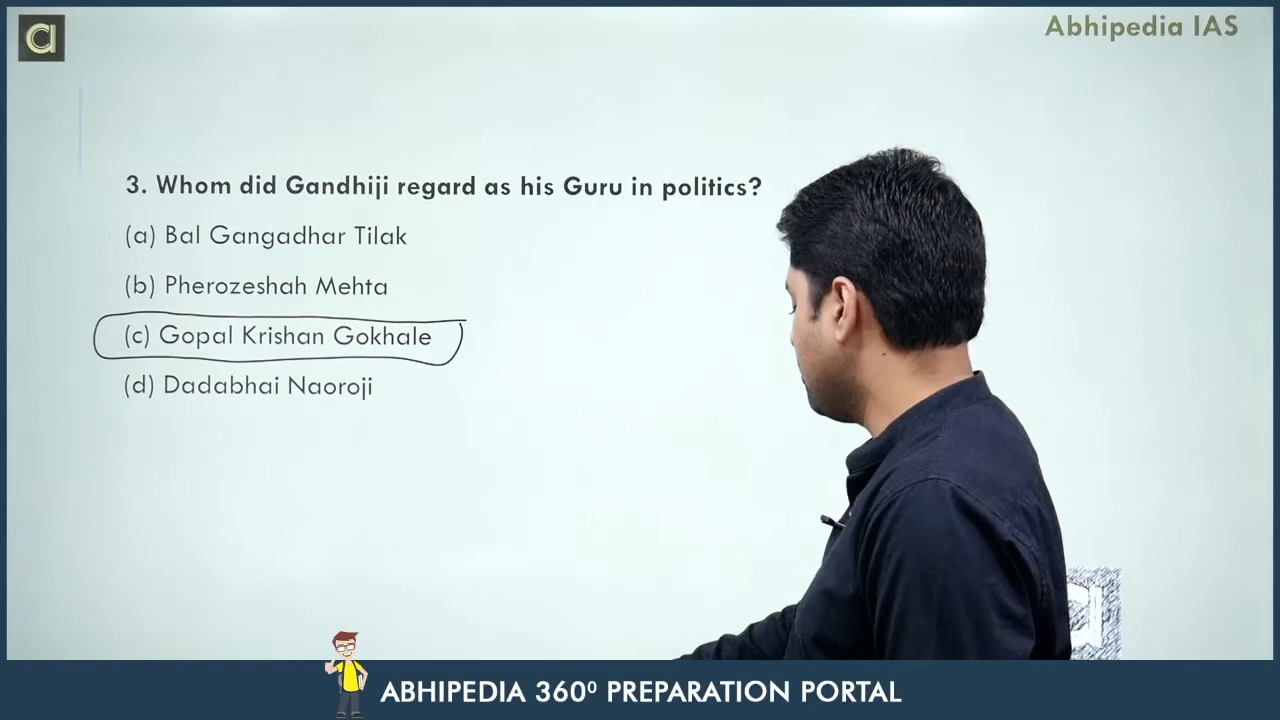 Abhipedia IAS
3. Whom did Gandhiji regard as his Guru in politics?
(a) Bal Gangadhar Tilak
(b) Pherozeshah Mehta
(c) Gopal Krishan Gokhale
(d) Dadabhai Naoroji
ABHIPEDIA 360⁰ PREPARATION PORTAL